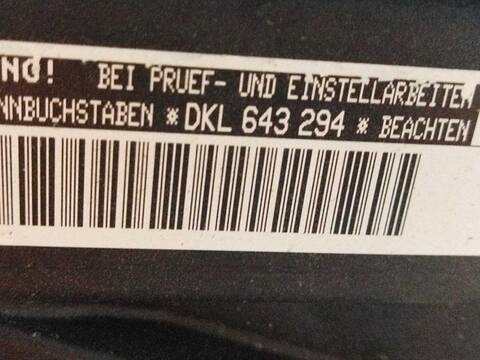 NG! BEI PRUEF- UND EINSTELLARBEITEN
NNBUCHSTABEN *DKL 643 294* BEACHTEN